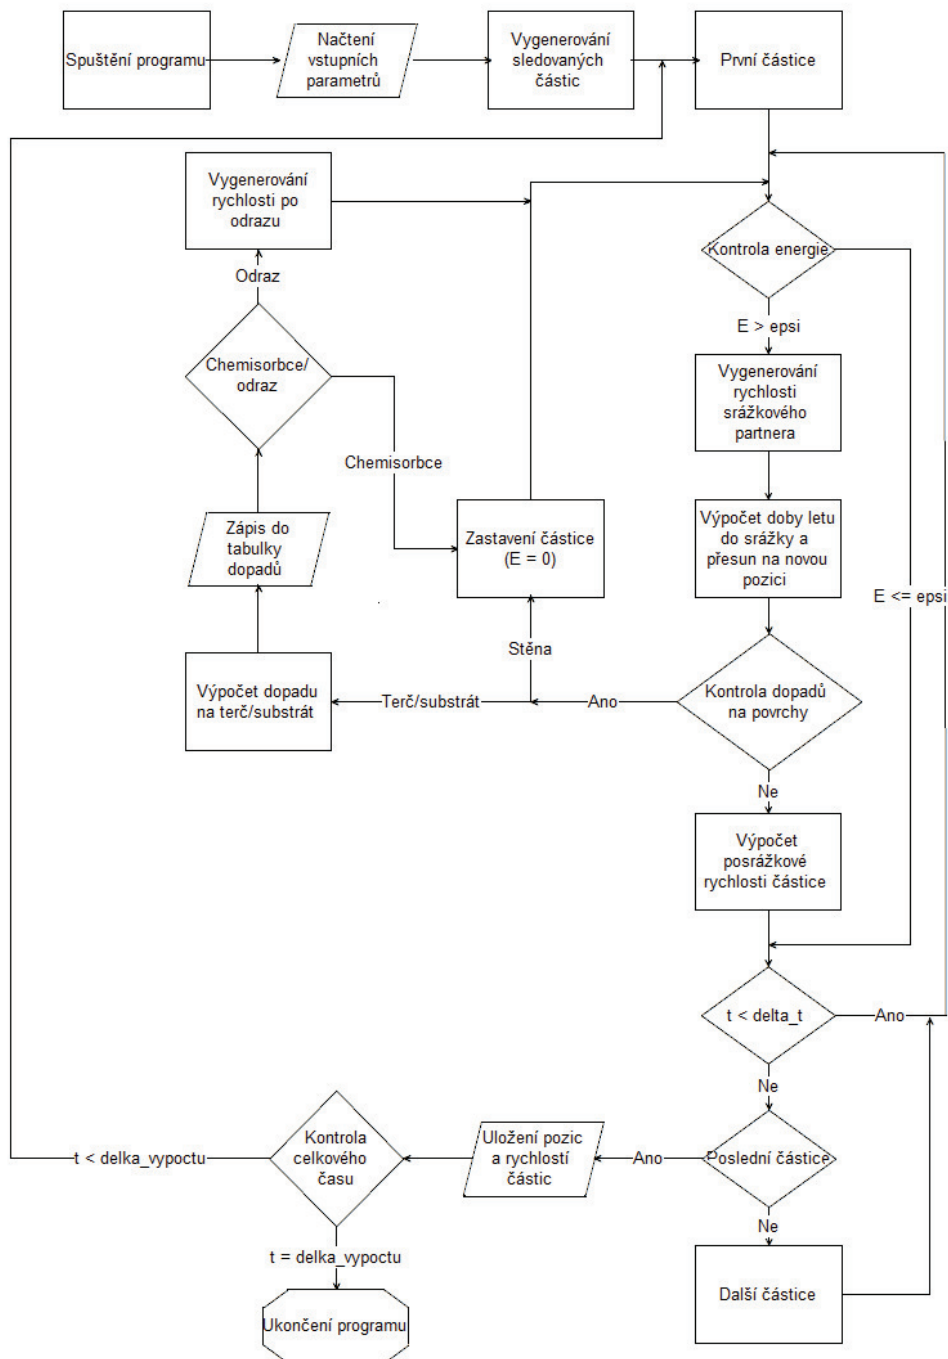 Spuštění programu
Načtení
vstupních
parametrů
Vygenerování
sledovaných
částic
První částice
Vygenerování
rychlosti po
odrazu
Kontrola energie
Odraz
E > epsi
Chemisorbce/
odraz
Vygenerování
rychlosti
srážkového
partnera
Chemisorbce
Zápis do
tabulky
dopadů
Zastavení částice
(E = 0)
Výpočet doby letu
do srážky a
přesun na novou
pozici
E <= epsi
Stěna
Výpočet dopadu
na terč/substrát
Terč/substrát
Ano
Kontrola dopadů
na povrchy
Ne
Výpočet
posrážkové
rychlosti částice
t < delta_t
Ano
Ne
t < delka_vypoctu
Kontrola
celkového
času
Uložení pozic
a rychlostí
částic
Ano
Poslední částice
Ne
t = delka_vypoctu
Další částice
Ukončení programu